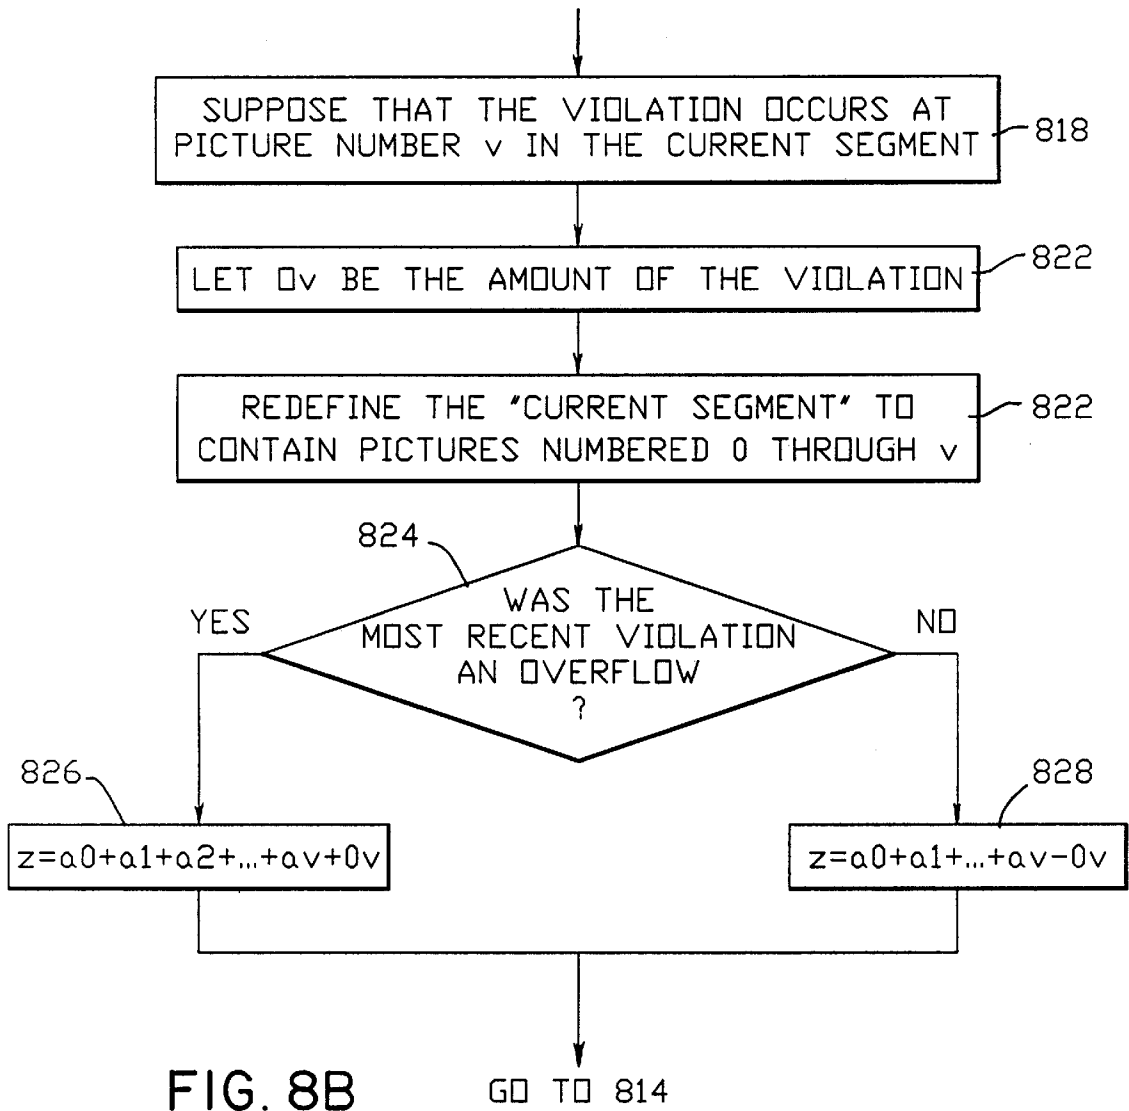 SUPPOSE THAT THE VIOLATION OCCURS AT
PICTURE NUMBER v IN THE CURRENT SEGMENT
818
LET Ov BE THE AMOUNT OF THE VIOLATION
822
REDEFINE THE "CURRENT SEGMENT" TO
CONTAIN PICTURES NUMBERED 0 THROUGH v
822
824
WAS THE
MOST RECENT VIOLATION
AN OVERFLOW
?
YES
NO
826
828
z=a0+a1+a2+...+av+Ov
z=a0+a1+...+av-Ov
FIG. 8B
GO TO 814